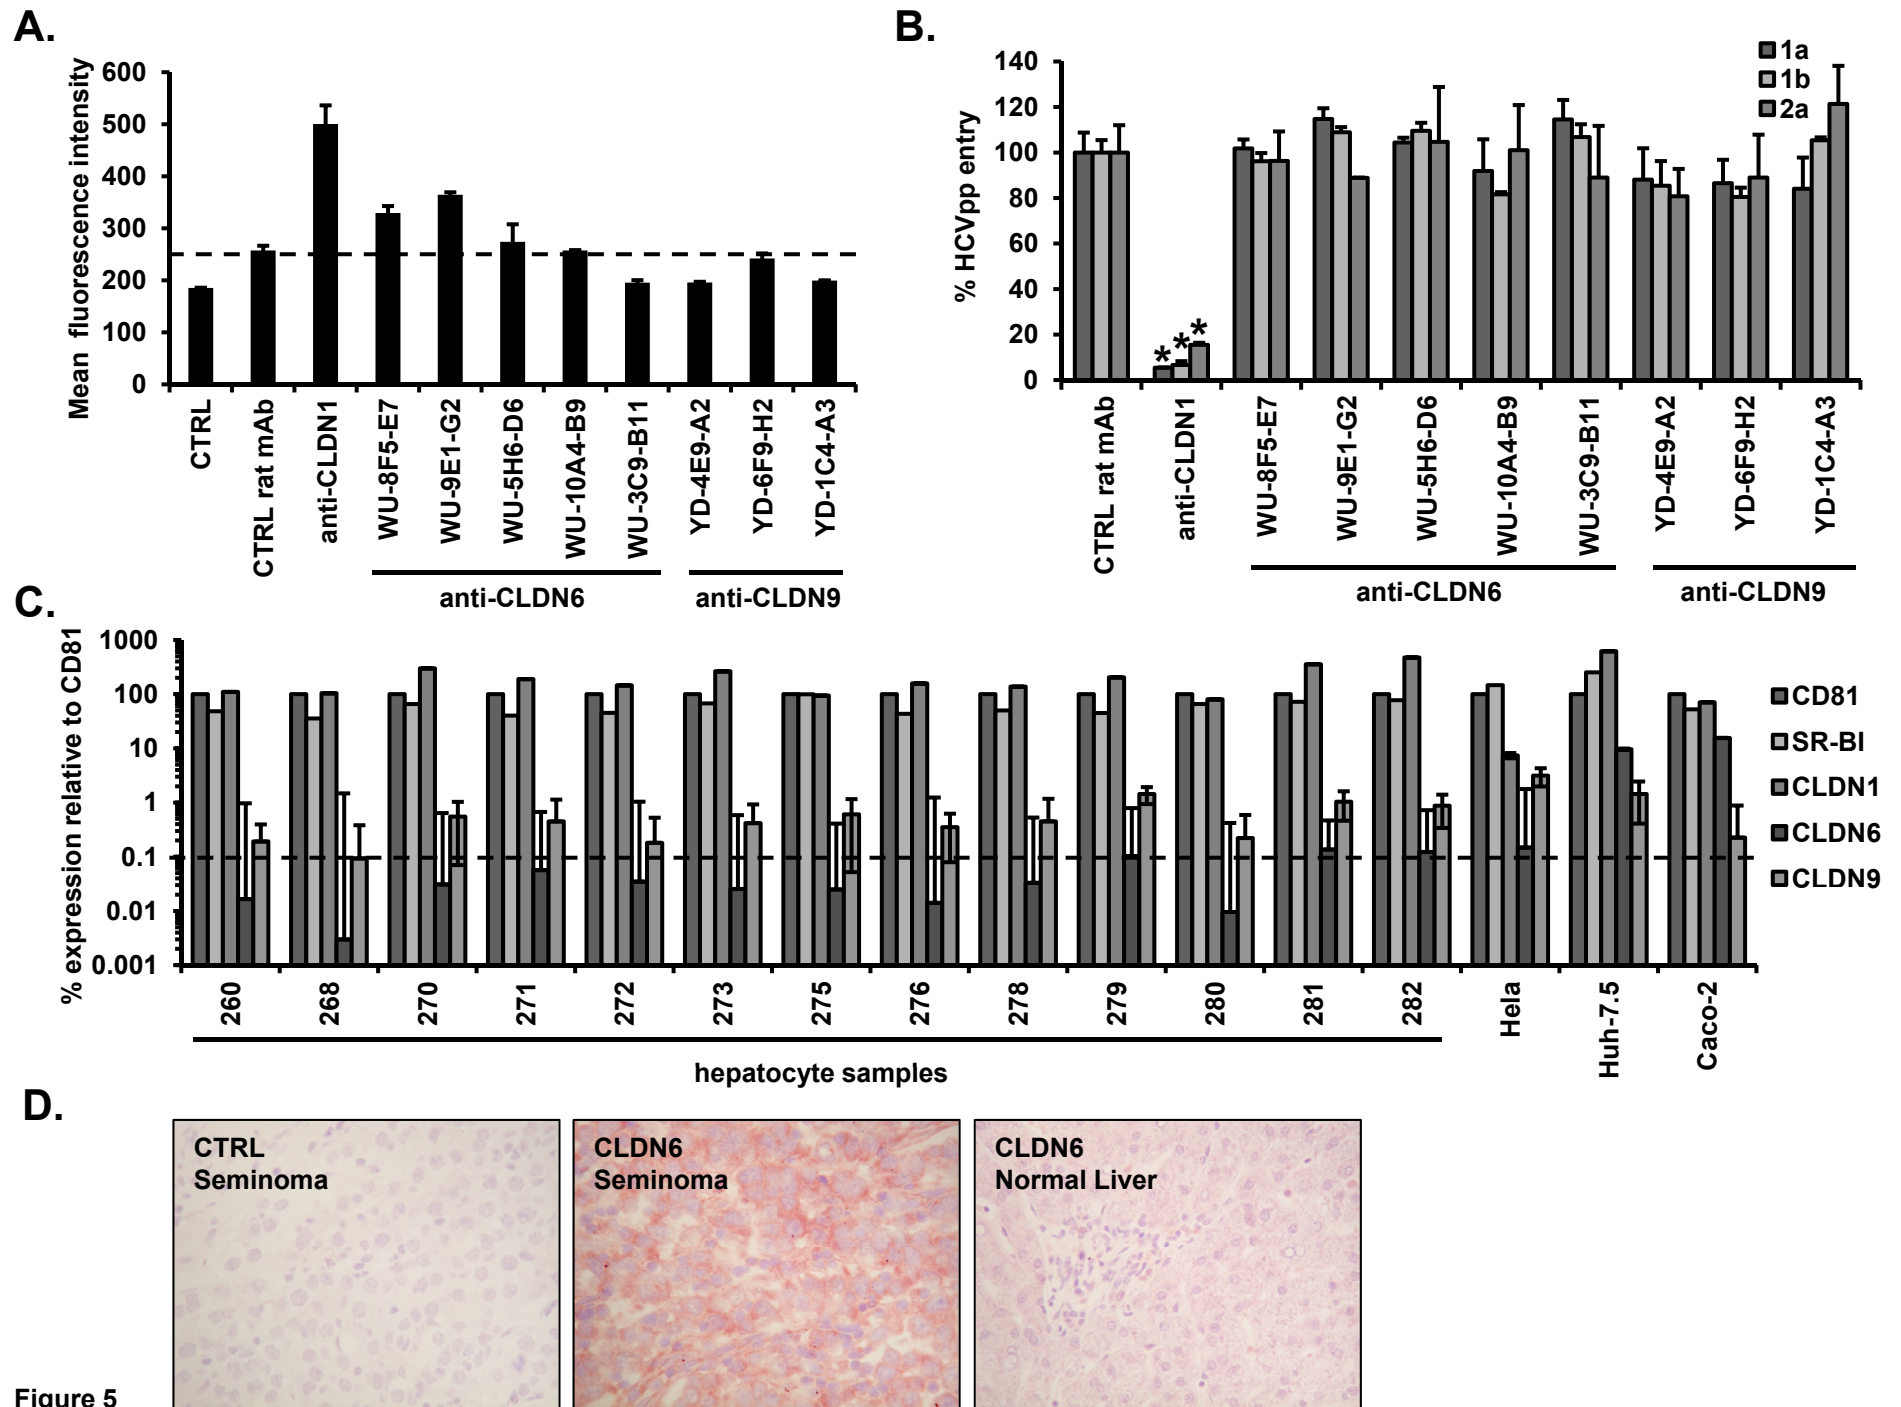 A.
Mean fluorescence intensity
600
500
400
300
200
100
0
CTRL
CTRL rat mAb
anti-CLDN1
WU-8F5-E7
WU-9E1-G2
WU-5H6-D6
WU-10A4-B9
WU-3C9-B11
YD-4E9-A2
YD-6F9-H2
YD-1C4-A3
anti-CLDN6
anti-CLDN9
B.
% HCVpp entry
140
120
100
80
60
40
20
0
1a
1b
2a
* * *
CTRL rat mAb
anti-CLDN1
WU-8F5-E7
WU-9E1-G2
WU-5H6-D6
WU-10A4-B9
WU-3C9-B11
YD-4E9-A2
YD-6F9-H2
YD-1C4-A3
anti-CLDN6
anti-CLDN9
C.
% expression relative to CD81
1000
100
10
1
0.1
0.01
0.001
CD81
SR-BI
CLDN1
CLDN6
CLDN9
260
268
270
271
272
273
275
276
278
279
280
281
282
Hela
Huh-7.5
Caco-2
hepatocyte samples
D.
CTRL
Seminoma
CLDN6
Seminoma
CLDN6
Normal Liver
Figure 5